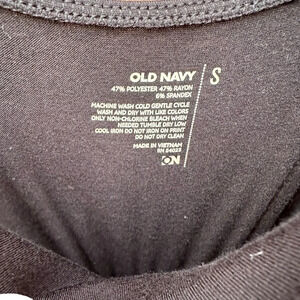 OLD NAVY
S
47% POLYESTER 47% RAYON
6% SPANDEX
MACHINE WASH COLD GENTLE CYCLE
WASH AND DRY WITH LIKE COLORS
ONLY NON-CHLORINE BLEACH WHEN
NEEDED TUMBLE DRY LOW
COOL IRON DO NOT IRON ON PRINT
DO NOT DRY CLEAN
MADE IN VIETNAM
RN 54023
ON